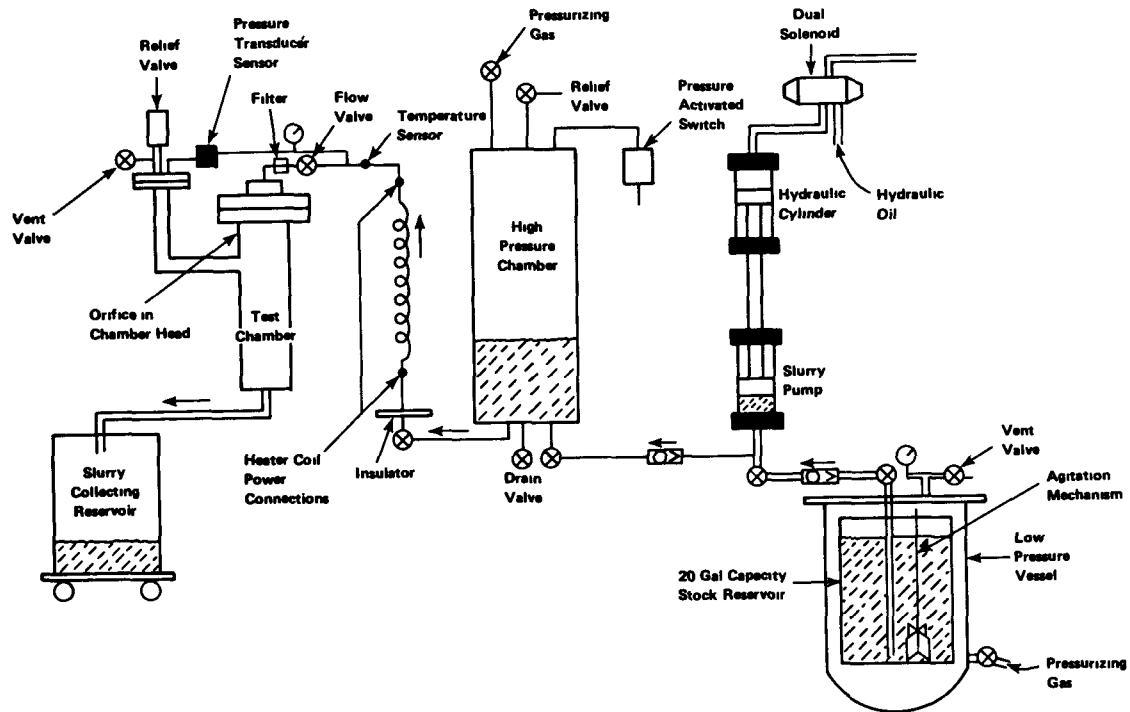 Pressurizing
Gas
Dual
Solenoid
Pressure
Transducer
Sensor
Relief
Valve
Filter
Flow
Valve
Temperature
Sensor
Relief
Valve
Pressure
Activated
Switch
Hydraulic
Cylinder
Hydraulic
Oil
Vent
Valve
High
Pressure
Chamber
Orifice in
Chamber Head
Test
Chamber
Slurry
Pump
Slurry
Collecting
Reservoir
Heater Coil
Power
Connections
Insulator
Drain
Valve
Vent
Valve
Agitation
Mechanism
Low
Pressure
Vessel
20 Gal Capacity
Stock Reservoir
Pressurizing
Gas